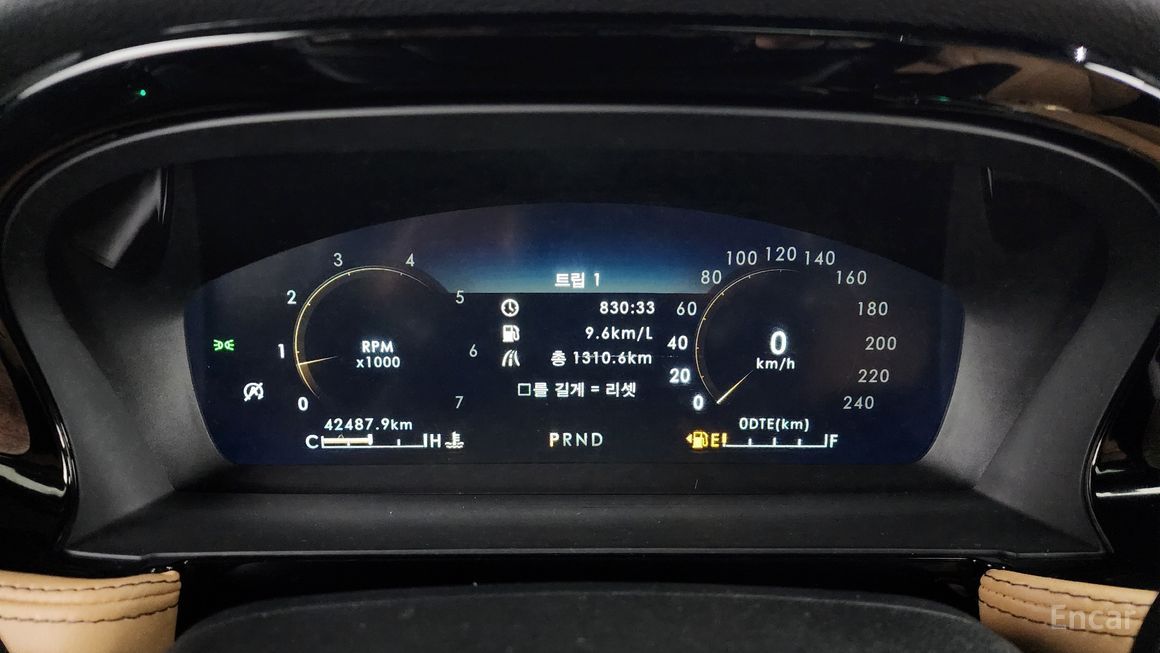 트립 1
830:33
9.6km/L
총 1310.6km
□를 길게 = 리셋
0 1 2 3 4 5 6 7
RPM
x1000
0 20 40 60 80 100 120 140 160 180 200 220 240
0
km/h
42487.9km
C H
PRND
0DTE(km)
E F
Encar